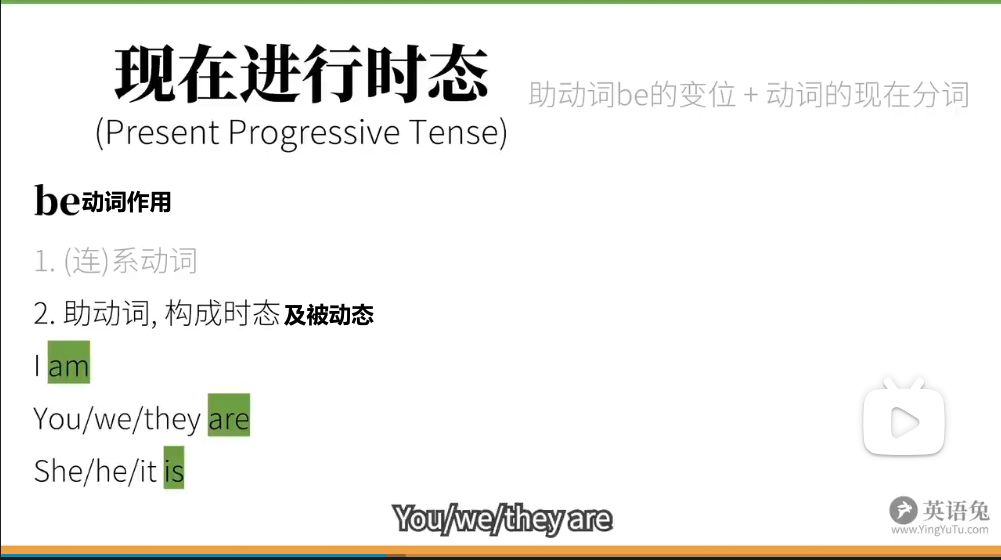 现在进行时态
助动词be的变位 + 动词的现在分词
(Present Progressive Tense)
be动词作用
1. (连)系动词
2. 助动词, 构成时态及被动态
I am
You/we/they are
She/he/it is
You/we/they are
英语兔
www.YingYuTu.com